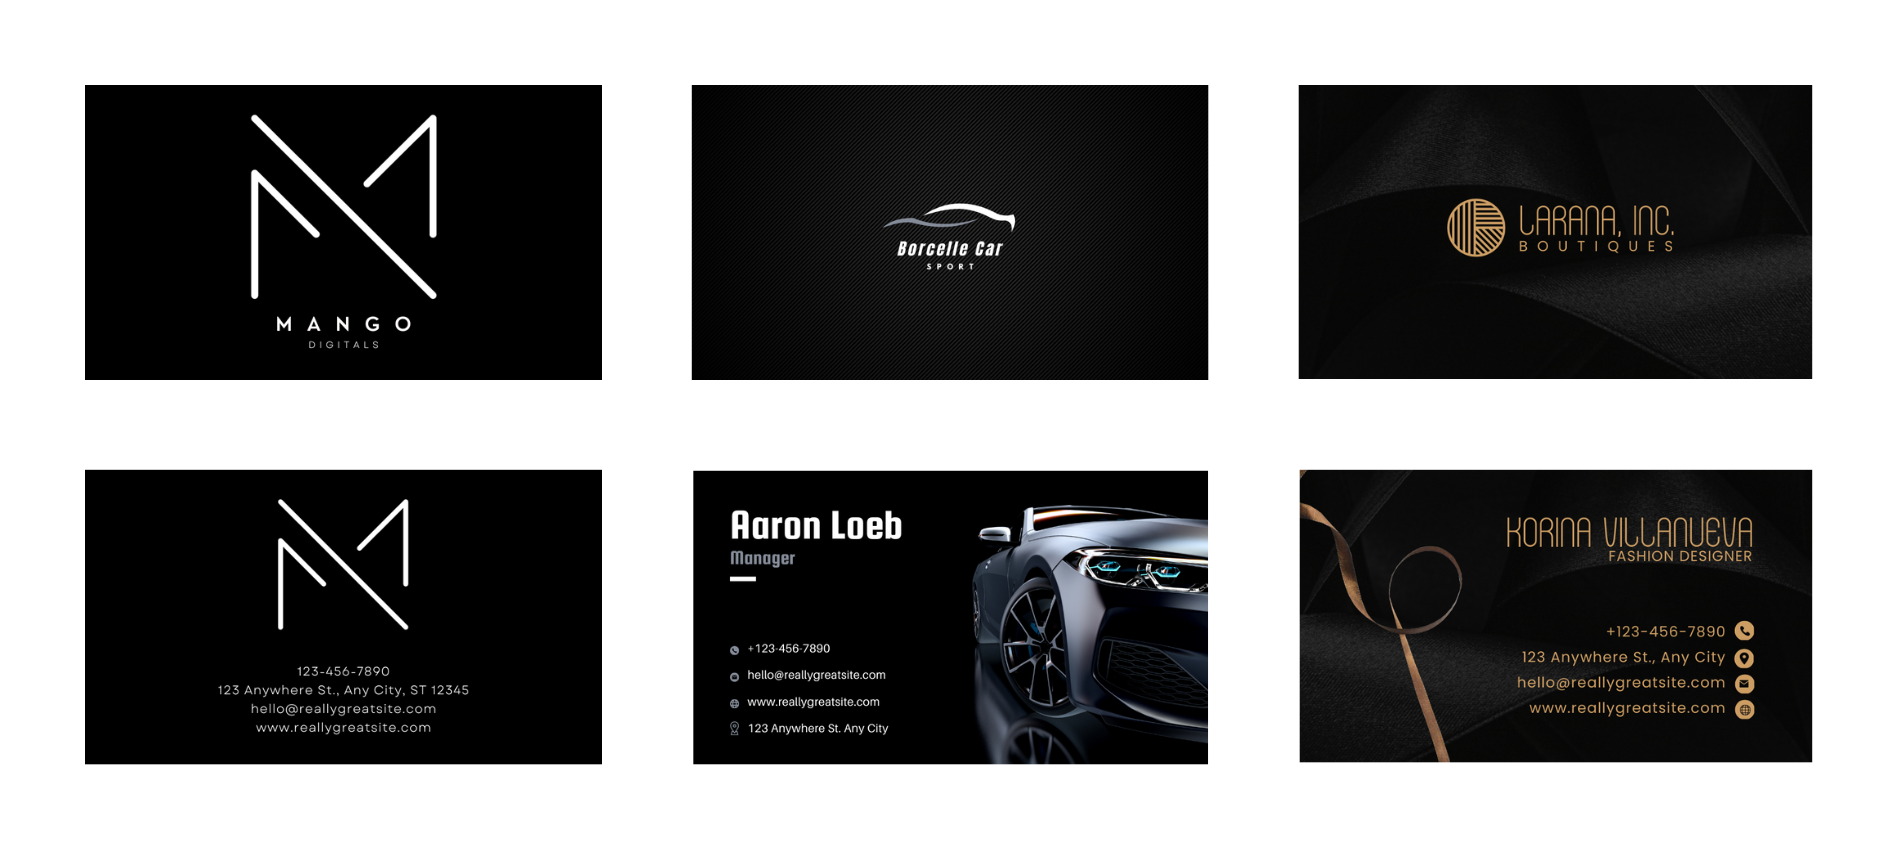 MANGO
DIGITALS
Borcelle Car
SPORT
LARANA, INC.
BOUTIQUES
123-456-7890
123 Anywhere St., Any City, ST 12345
hello@reallygreatsite.com
www.reallygreatsite.com
Aaron Loeb
Manager
+123-456-7890
hello@reallygreatsite.com
www.reallygreatsite.com
123 Anywhere St. Any City
KORINA VILLANUEVA
FASHION DESIGNER
+123-456-7890
123 Anywhere St., Any City
hello@reallygreatsite.com
www.reallygreatsite.com